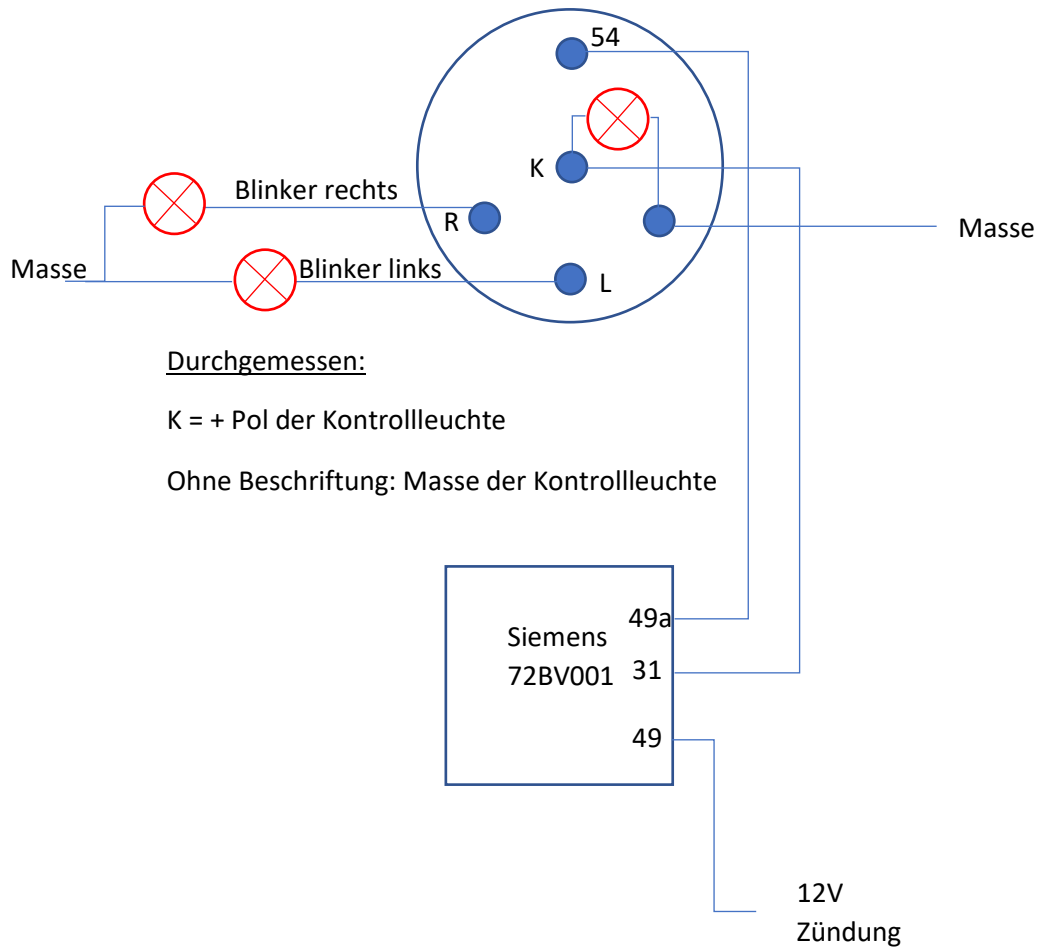 54
K
Blinker rechts
R
Masse
Masse
Blinker links
L
Durchgemessen:
K = + Pol der Kontrollleuchte
Ohne Beschriftung: Masse der Kontrollleuchte
49a
Siemens
72BV001
31
49
12V
Zündung